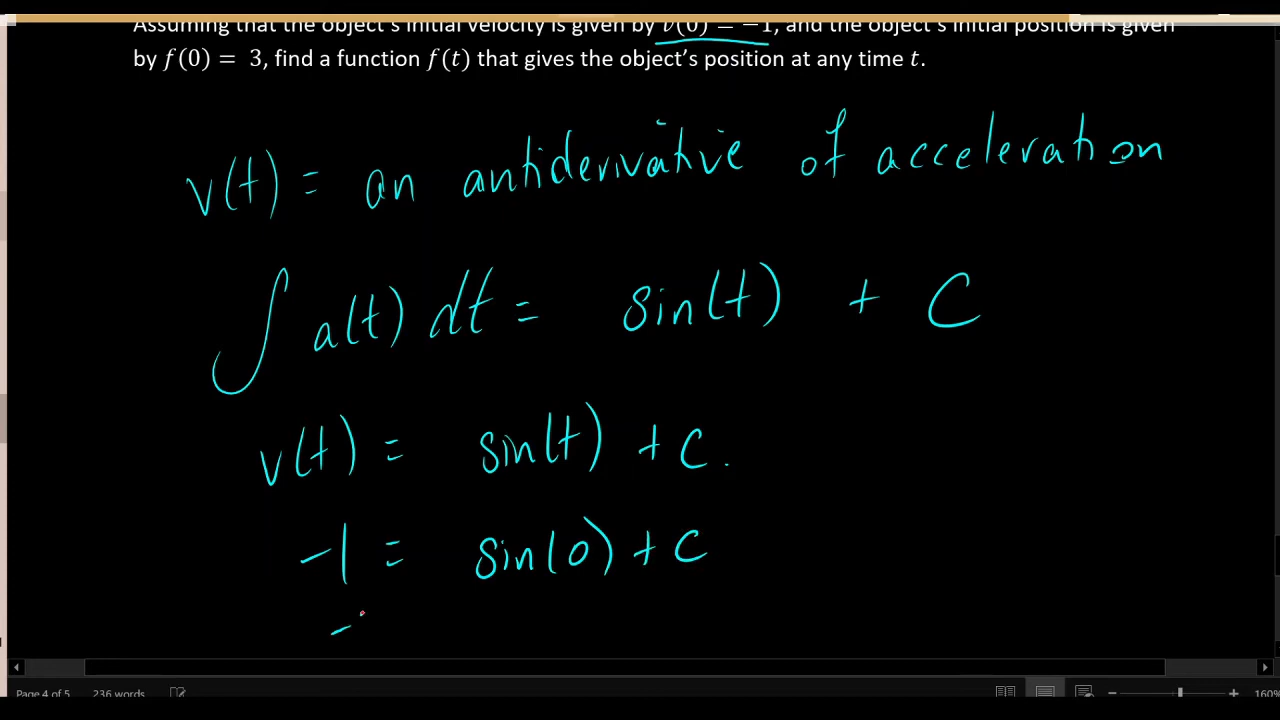 Assuming that the object's initial velocity is given by v(0) = −1, and the object's initial position is given
by f(0) = 3, find a function f(t) that gives the object's position at any time t.
v(t) = an antiderivative of acceleration
∫ a(t) dt = sin(t) + C
v(t) = sin(t) + C.
-1 = sin(0) + C
-
Page 4 of 5 236 words 160%